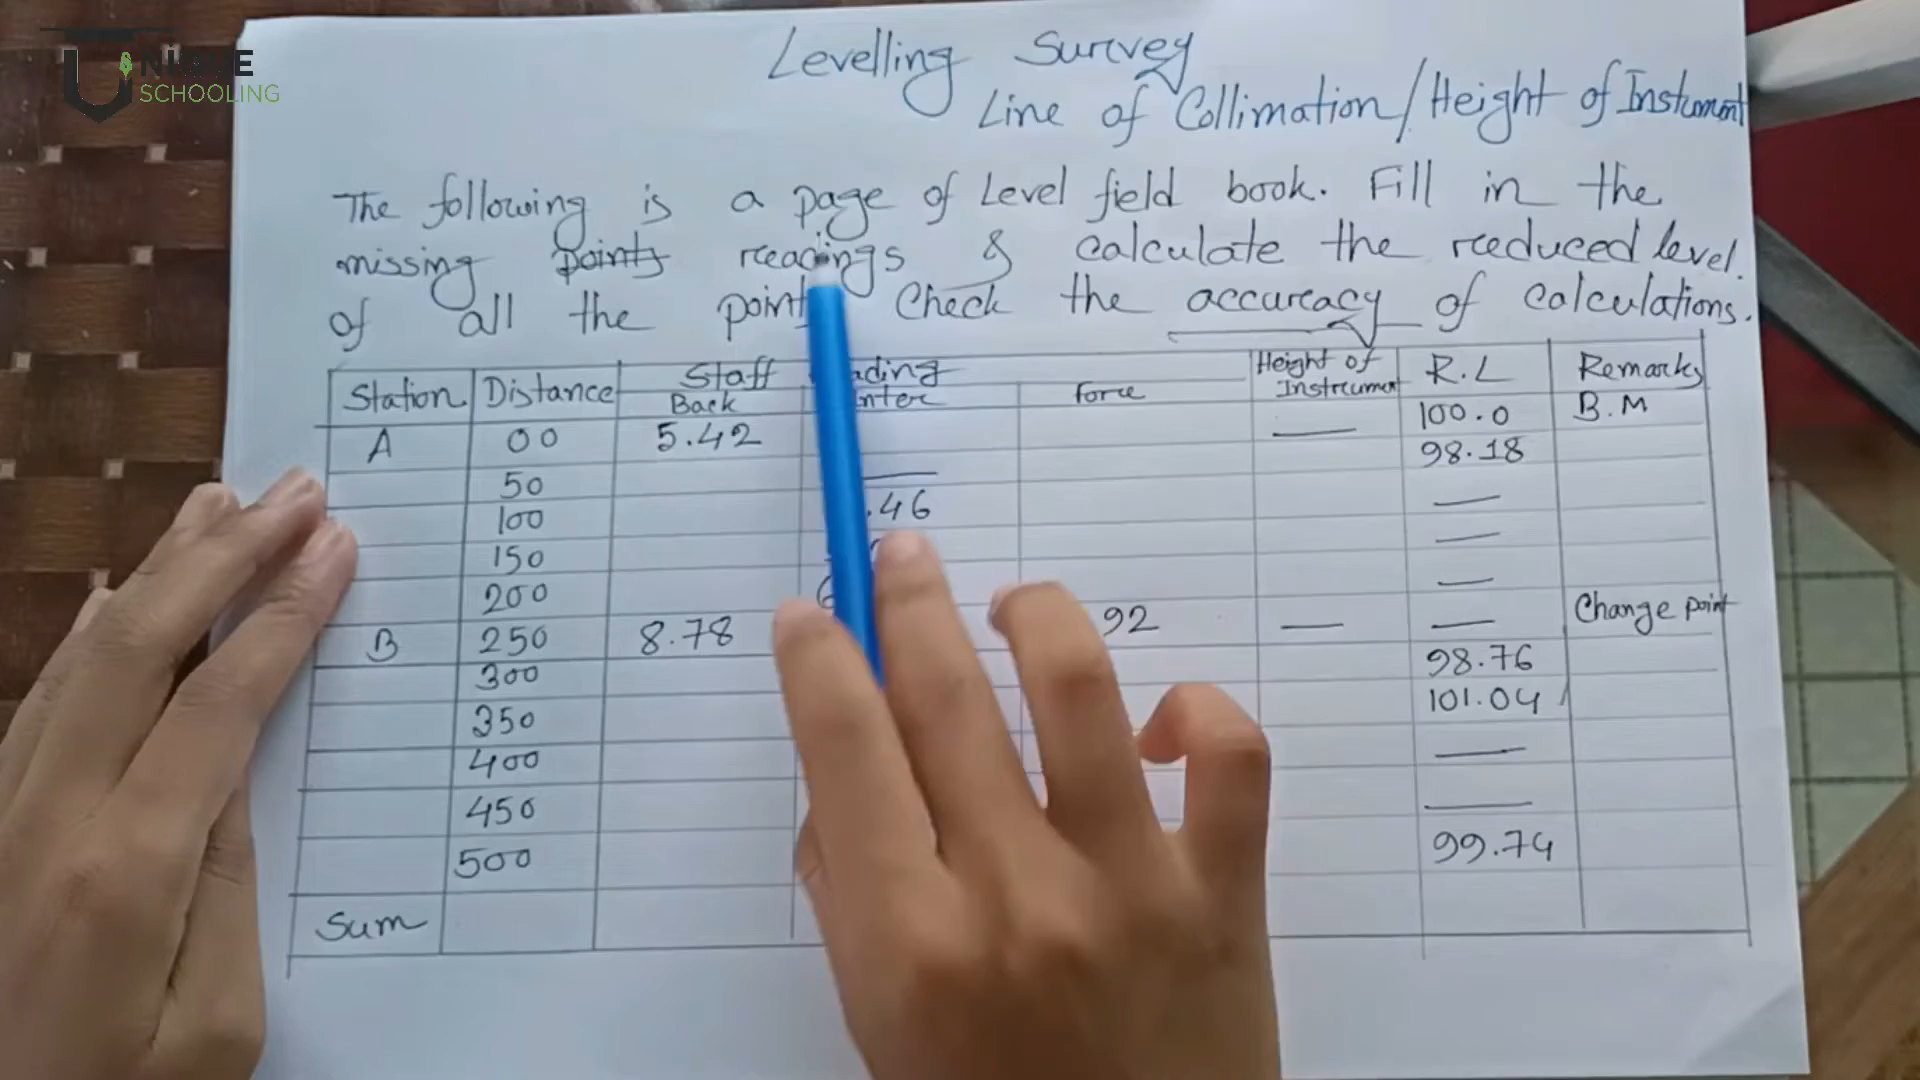 UNIQUE
SCHOOLING
Levelling Survey
Line of Collimation/Height of Instrument
The following is a page of Level field book. Fill in the
missing points readings & calculate the reduced level.
of all the point Check the accuracy of calculations.
Station Distance Staff Height of Instrument R.L Remarks
Back Fore
A 00 5.42 — 100.0 B.M
50 — 98.18
100 .46 —
150 —
200 —
B 250 8.78 92 — — Change point
300 98.76
350 101.04
400 —
450 —
500 99.74
Sum